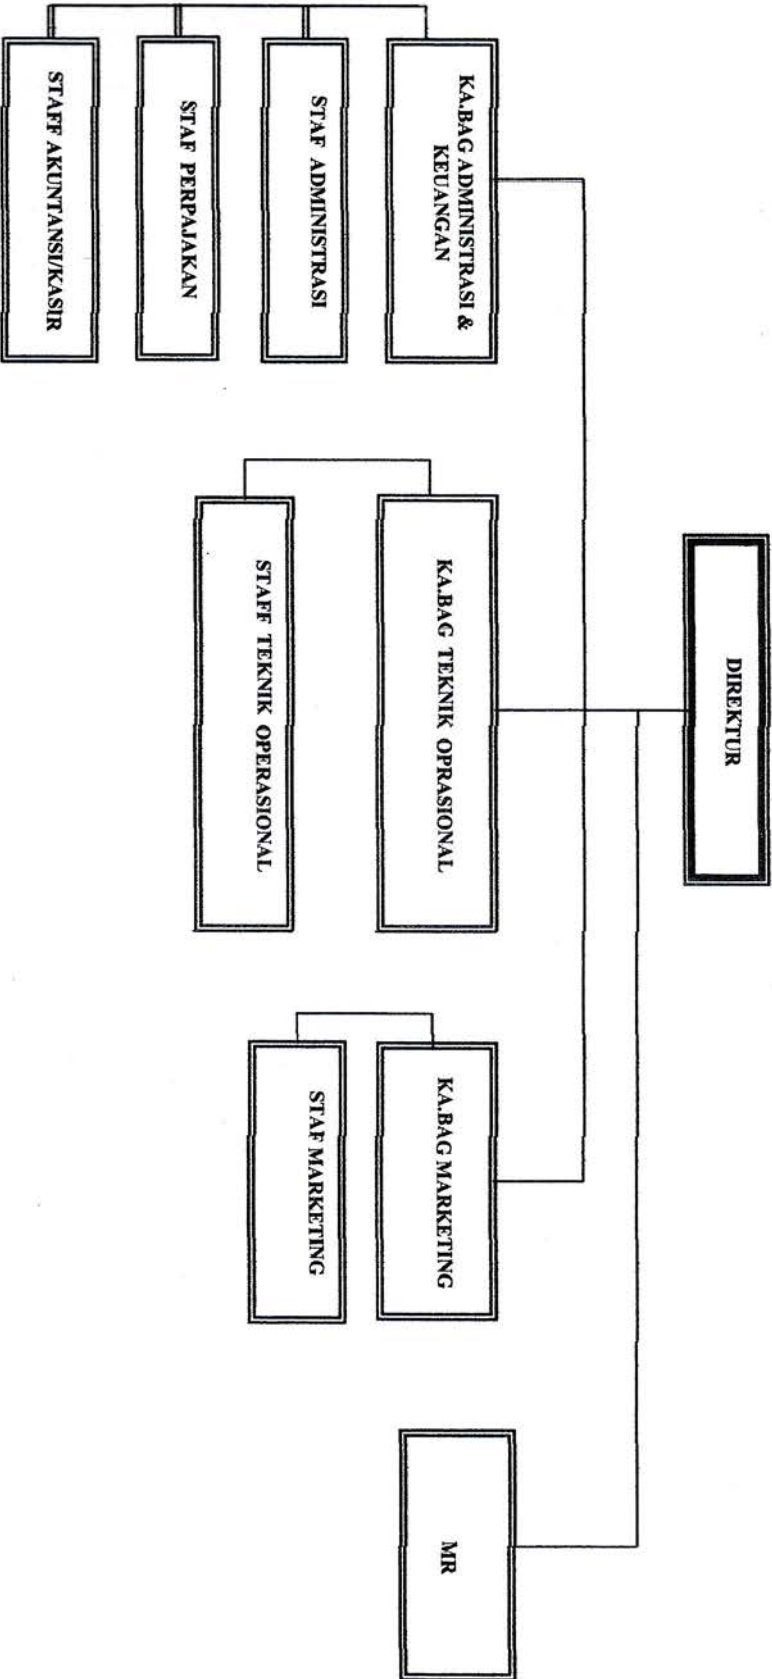 DIREKTUR
KA.BAG ADMINISTRASI &
KEUANGAN
STAF ADMINISTRASI
STAF PERPAJAKAN
STAFF AKUNTANSI/KASIR
KA.BAG TEKNIK OPRASIONAL
STAFF TEKNIK OPERASIONAL
KA.BAG MARKETING
STAF MARKETING
MR